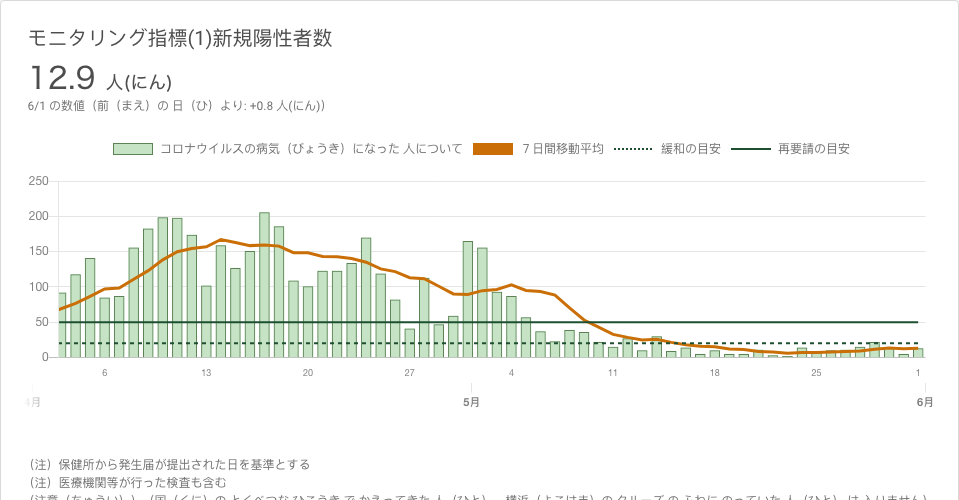 モニタリング指標(1)新規陽性者数
12.9 人(にん)
6/1 の数値（前（まえ）の 日（ひ）より: +0.8 人(にん)）
コロナウイルスの病気（びょうき）になった 人について 7 日間移動平均 緩和の目安 再要請の目安
250
200
150
100
50
0
6 13 20 27 4 11 18 25 1
4月 5月 6月
（注）保健所から発生届が提出された日を基準とする
（注）医療機関等が行った検査も含む